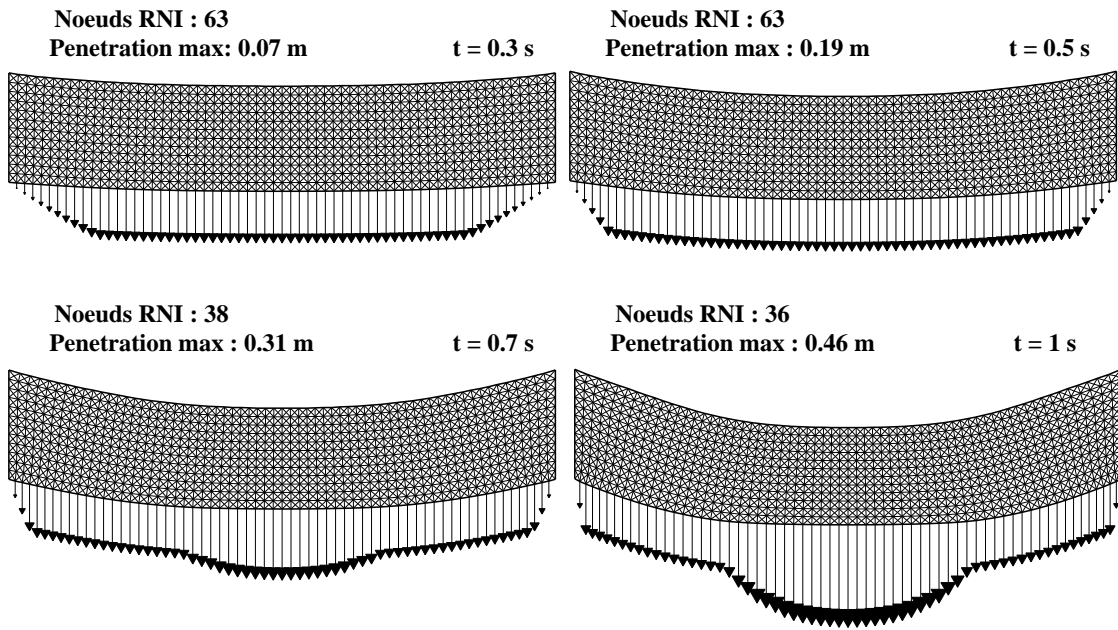 Noeuds RNI : 63
Penetration max: 0.07 m t = 0.3 s
Noeuds RNI : 63
Penetration max : 0.19 m t = 0.5 s
Noeuds RNI : 38
Penetration max : 0.31 m t = 0.7 s
Noeuds RNI : 36
Penetration max : 0.46 m t = 1 s